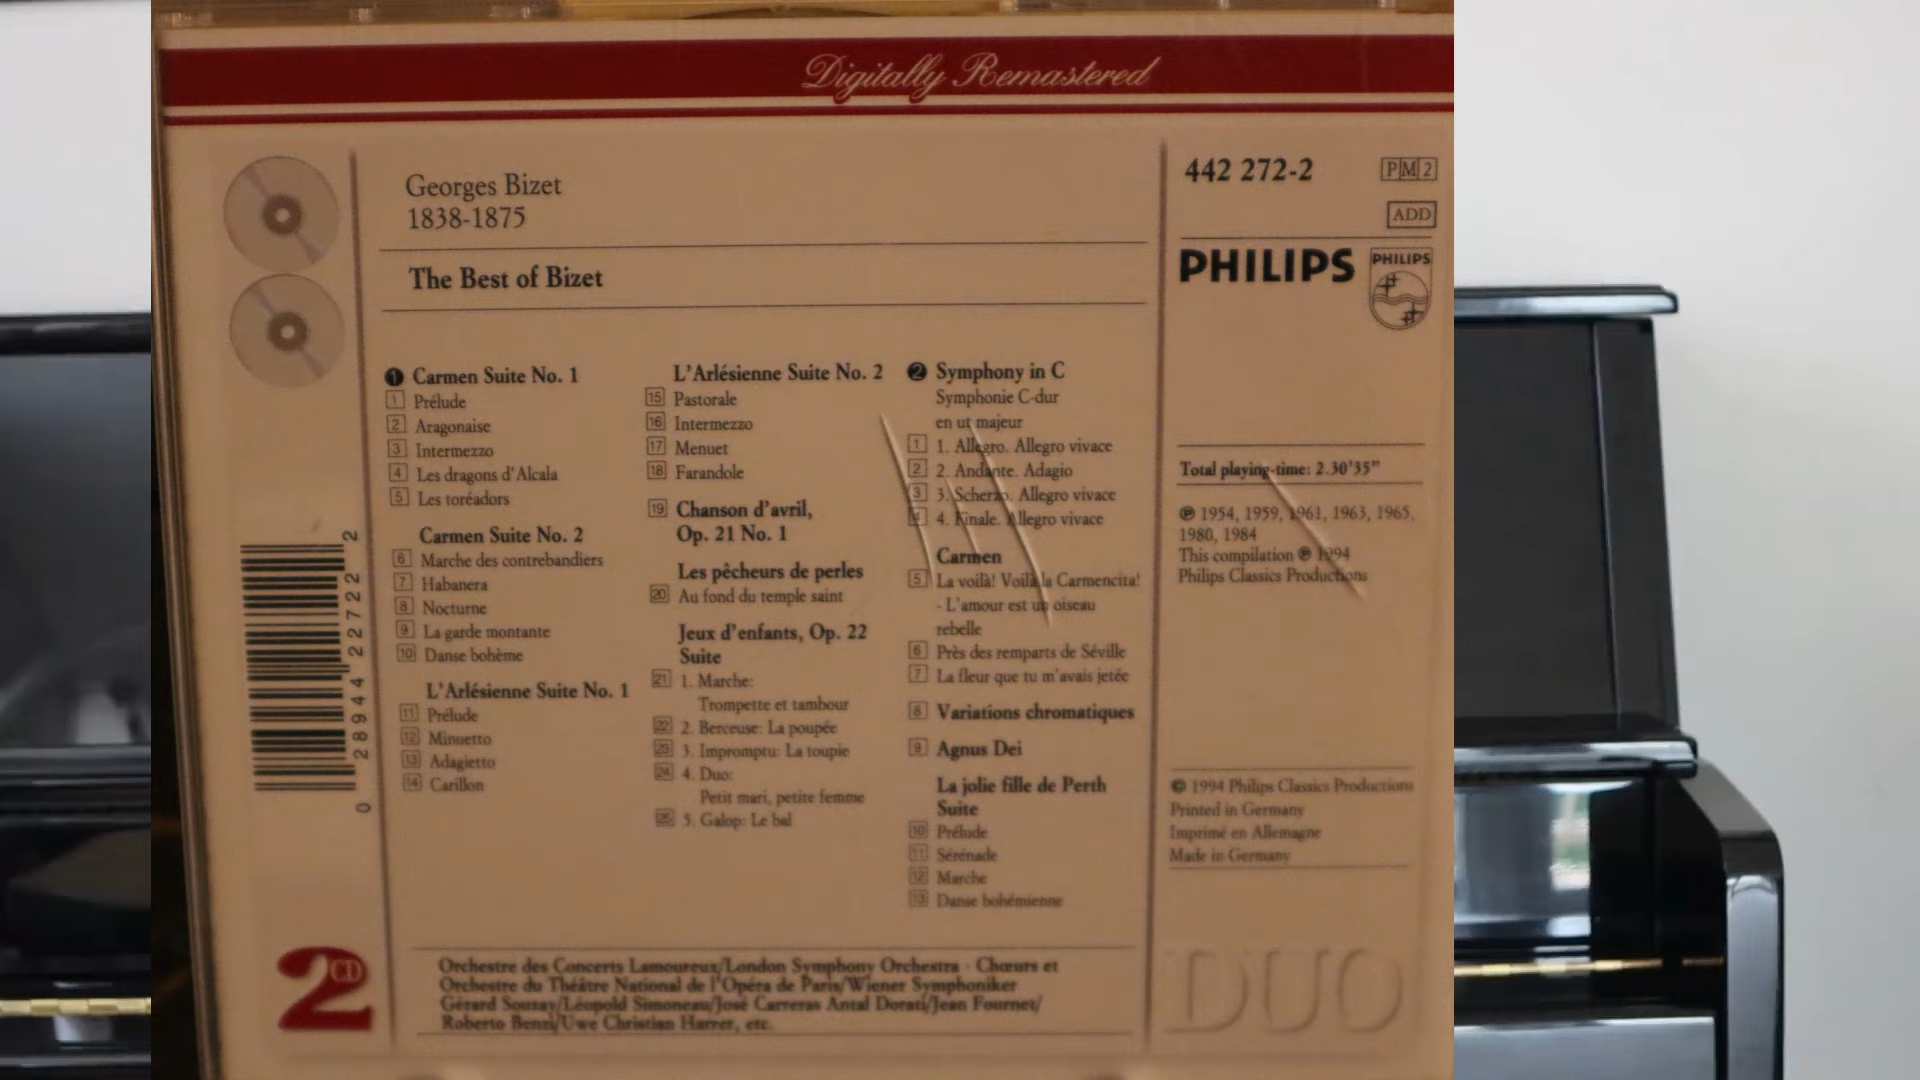 Digitally Remastered
Georges Bizet
1838-1875
The Best of Bizet
1 Carmen Suite No. 1
1 Prélude
2 Aragonaise
3 Intermezzo
4 Les dragons d'Alcala
5 Les toréadors
Carmen Suite No. 2
6 Marche des contrebandiers
7 Habanera
8 Nocturne
9 La garde montante
10 Danse bohème
L'Arlésienne Suite No. 1
11 Prélude
12 Minuetto
13 Adagietto
14 Carillon
L'Arlésienne Suite No. 2
15 Pastorale
16 Intermezzo
17 Menuet
18 Farandole
19 Chanson d'avril,
Op. 21 No. 1
Les pêcheurs de perles
20 Au fond du temple saint
Jeux d'enfants, Op. 22
Suite
21 1. Marche:
Trompette et tambour
22 2. Berceuse: La poupée
23 3. Impromptu: La toupie
24 4. Duo:
Petit mari, petite femme
25 5. Galop: Le bal
2 Symphony in C
Symphonie C-dur
en ut majeur
1 1. Allegro. Allegro vivace
2 2. Andante. Adagio
3 3. Scherzo. Allegro vivace
4 4. Finale. Allegro vivace
Carmen
5 La voilà! Voilà la Carmencita!
- L'amour est un oiseau
rebelle
6 Près des remparts de Séville
7 La fleur que tu m'avais jetée
8 Variations chromatiques
9 Agnus Dei
La jolie fille de Perth
Suite
10 Prélude
11 Sérénade
12 Marche
13 Danse bohémienne
442 272-2
PM2
ADD
PHILIPS
PHILIPS
Total playing-time: 2.30'35"
℗ 1954, 1959, 1961, 1963, 1965,
1980, 1984
This compilation ℗ 1994
Philips Classics Productions
© 1994 Philips Classics Productions
Printed in Germany
Imprimé en Allemagne
Made in Germany
0 28944 22722 2
2CD
Orchestre des Concerts Lamoureux/London Symphony Orchestra · Chœurs et
Orchestre du Théâtre National de l'Opéra de Paris/Wiener Symphoniker
Gérard Souzay/Léopold Simoneau/José Carreras Antal Dorati/Jean Fournet/
Roberto Benzi/Uwe Christian Harrer, etc.
DUO